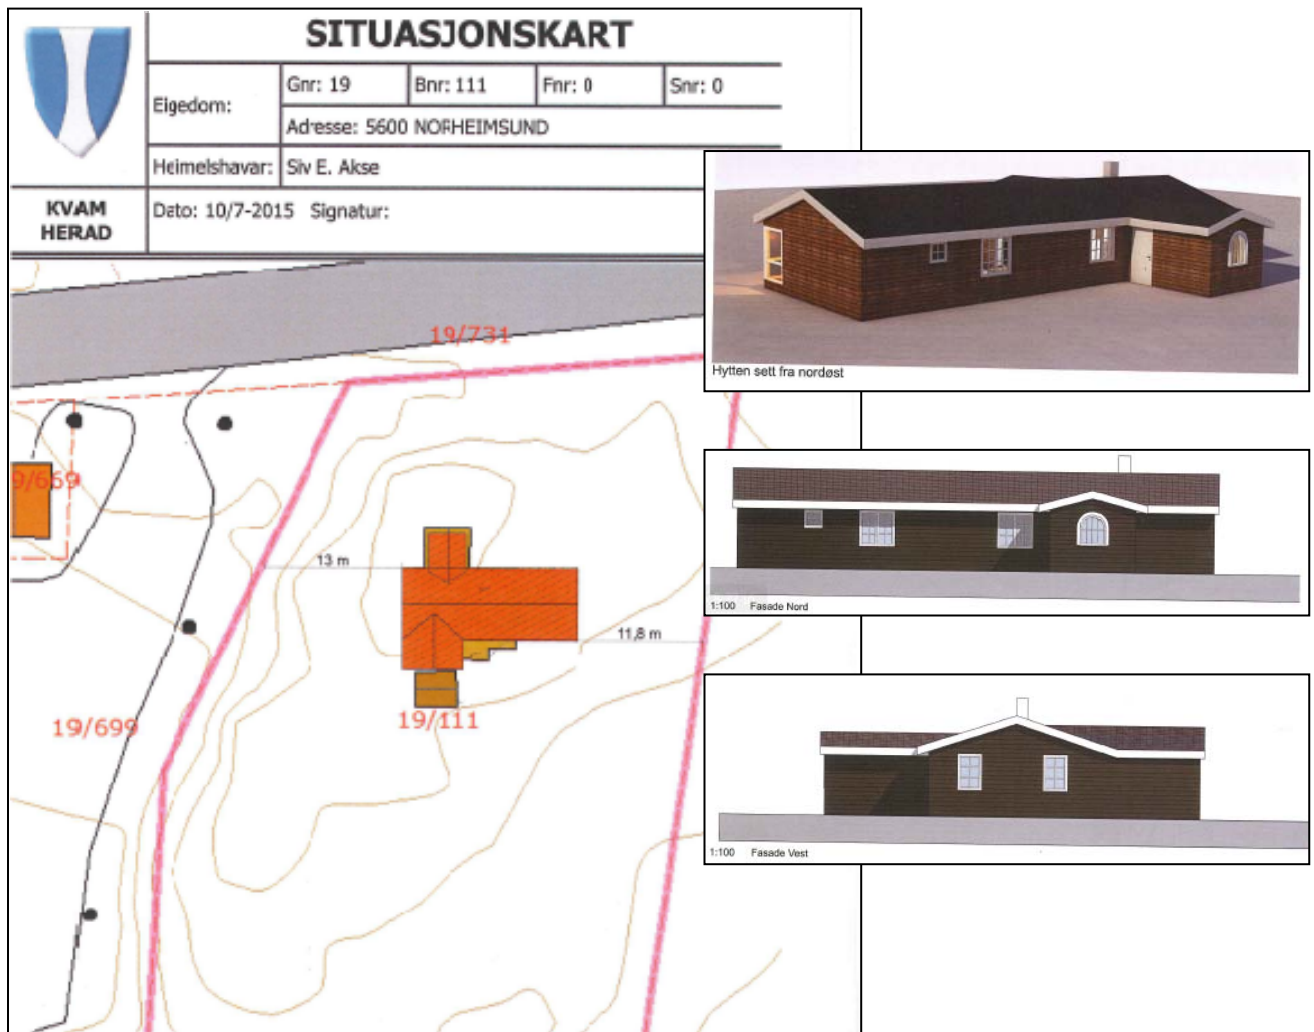 SITUASJONSKART
Eigedom:
Gnr: 19
Bnr: 111
Fnr: 0
Snr: 0
Adresse: 5600 NORHEIMSUND
Heimelshavar: Siv E. Akse
KVAM
HERAD
Dato: 10/7-2015 Signatur:
19/731
Hytten sett fra nordøst
9/659
13 m
11,8 m
1:100 Fasade Nord
19/699
19/111
1:100 Fasade Vest